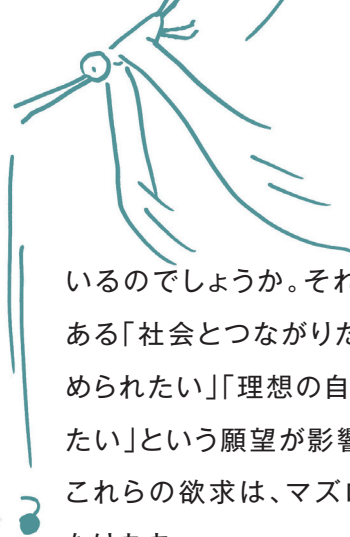 いるのでしょうか。それ
ある「社会とつながりた
められたい」「理想の自
たい」という願望が影響
これらの欲求は、マズ